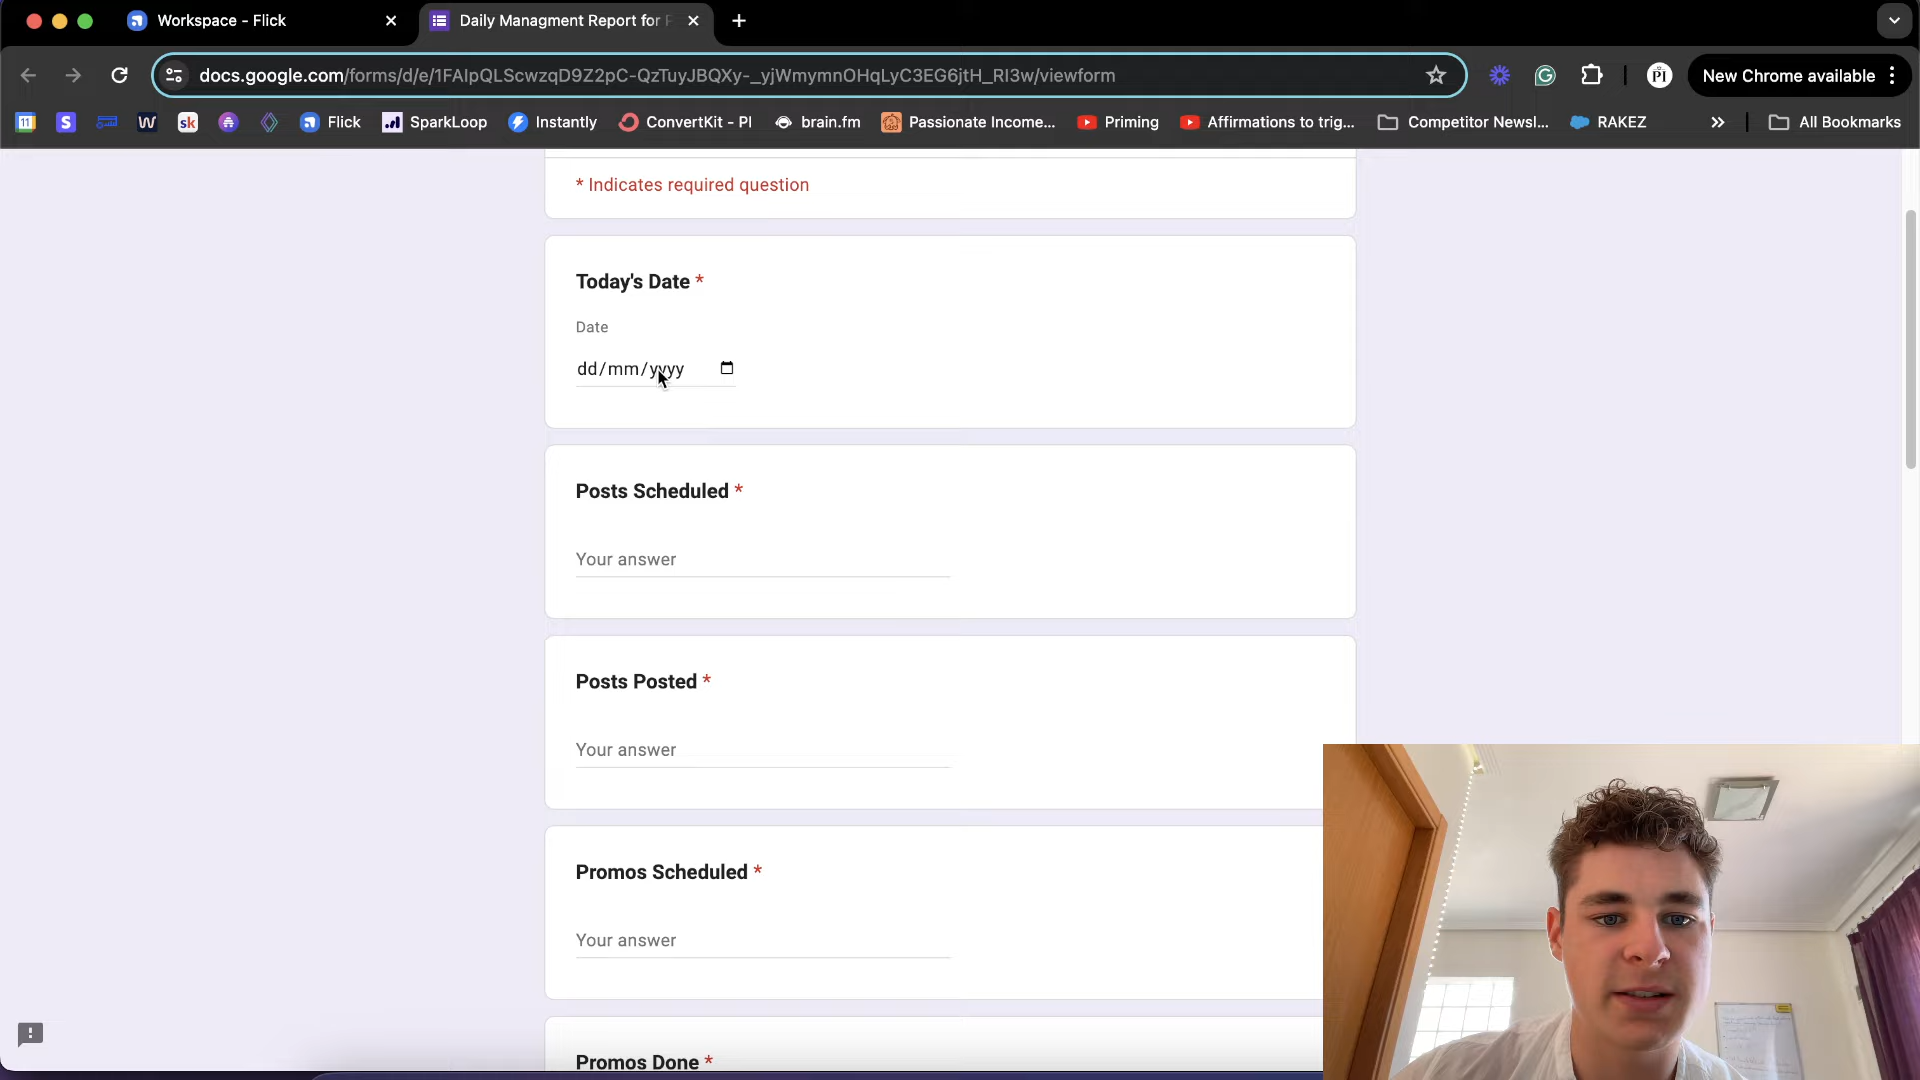 Workspace - Flick
Daily Managment Report for
docs.google.com/forms/d/e/1FAIpQLScwzqD9Z2pC-QzTuyJBQXy-_yjWmymnOHqLyC3EG6jtH_RI3w/viewform
New Chrome available
Flick
SparkLoop
Instantly
ConvertKit - PI
brain.fm
Passionate Income...
Priming
Affirmations to trig...
Competitor Newsl...
RAKEZ
All Bookmarks
* Indicates required question
Today's Date *
Date
dd/mm/yyyy
Posts Scheduled *
Your answer
Posts Posted *
Your answer
Promos Scheduled *
Your answer
Promos Done *